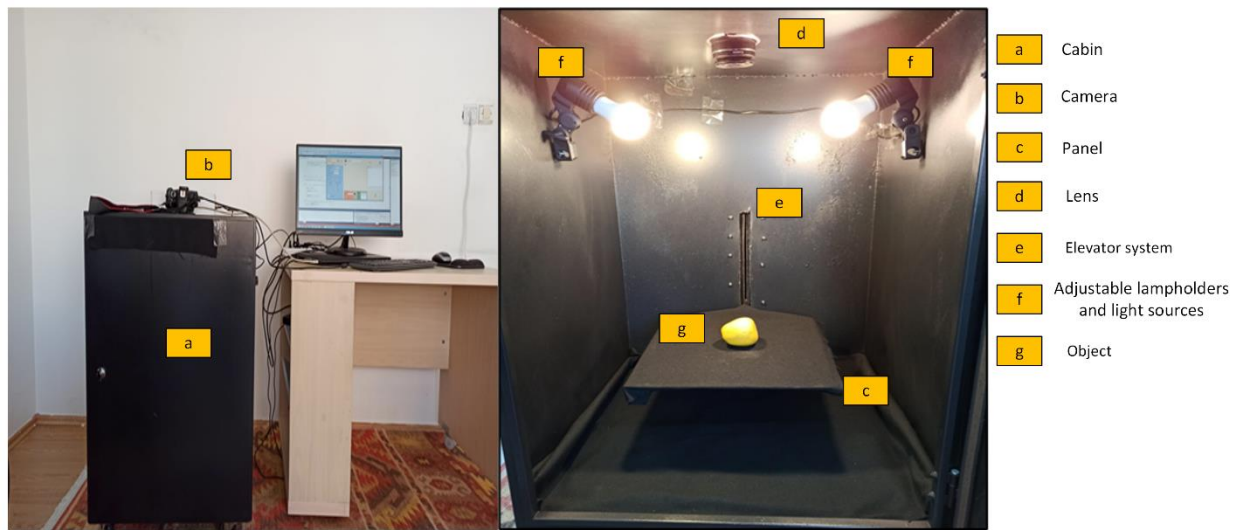 f
d
f
b
e
a
g
c
a Cabin
b Camera
c Panel
d Lens
e Elevator system
f Adjustable lampholders
and light sources
g Object